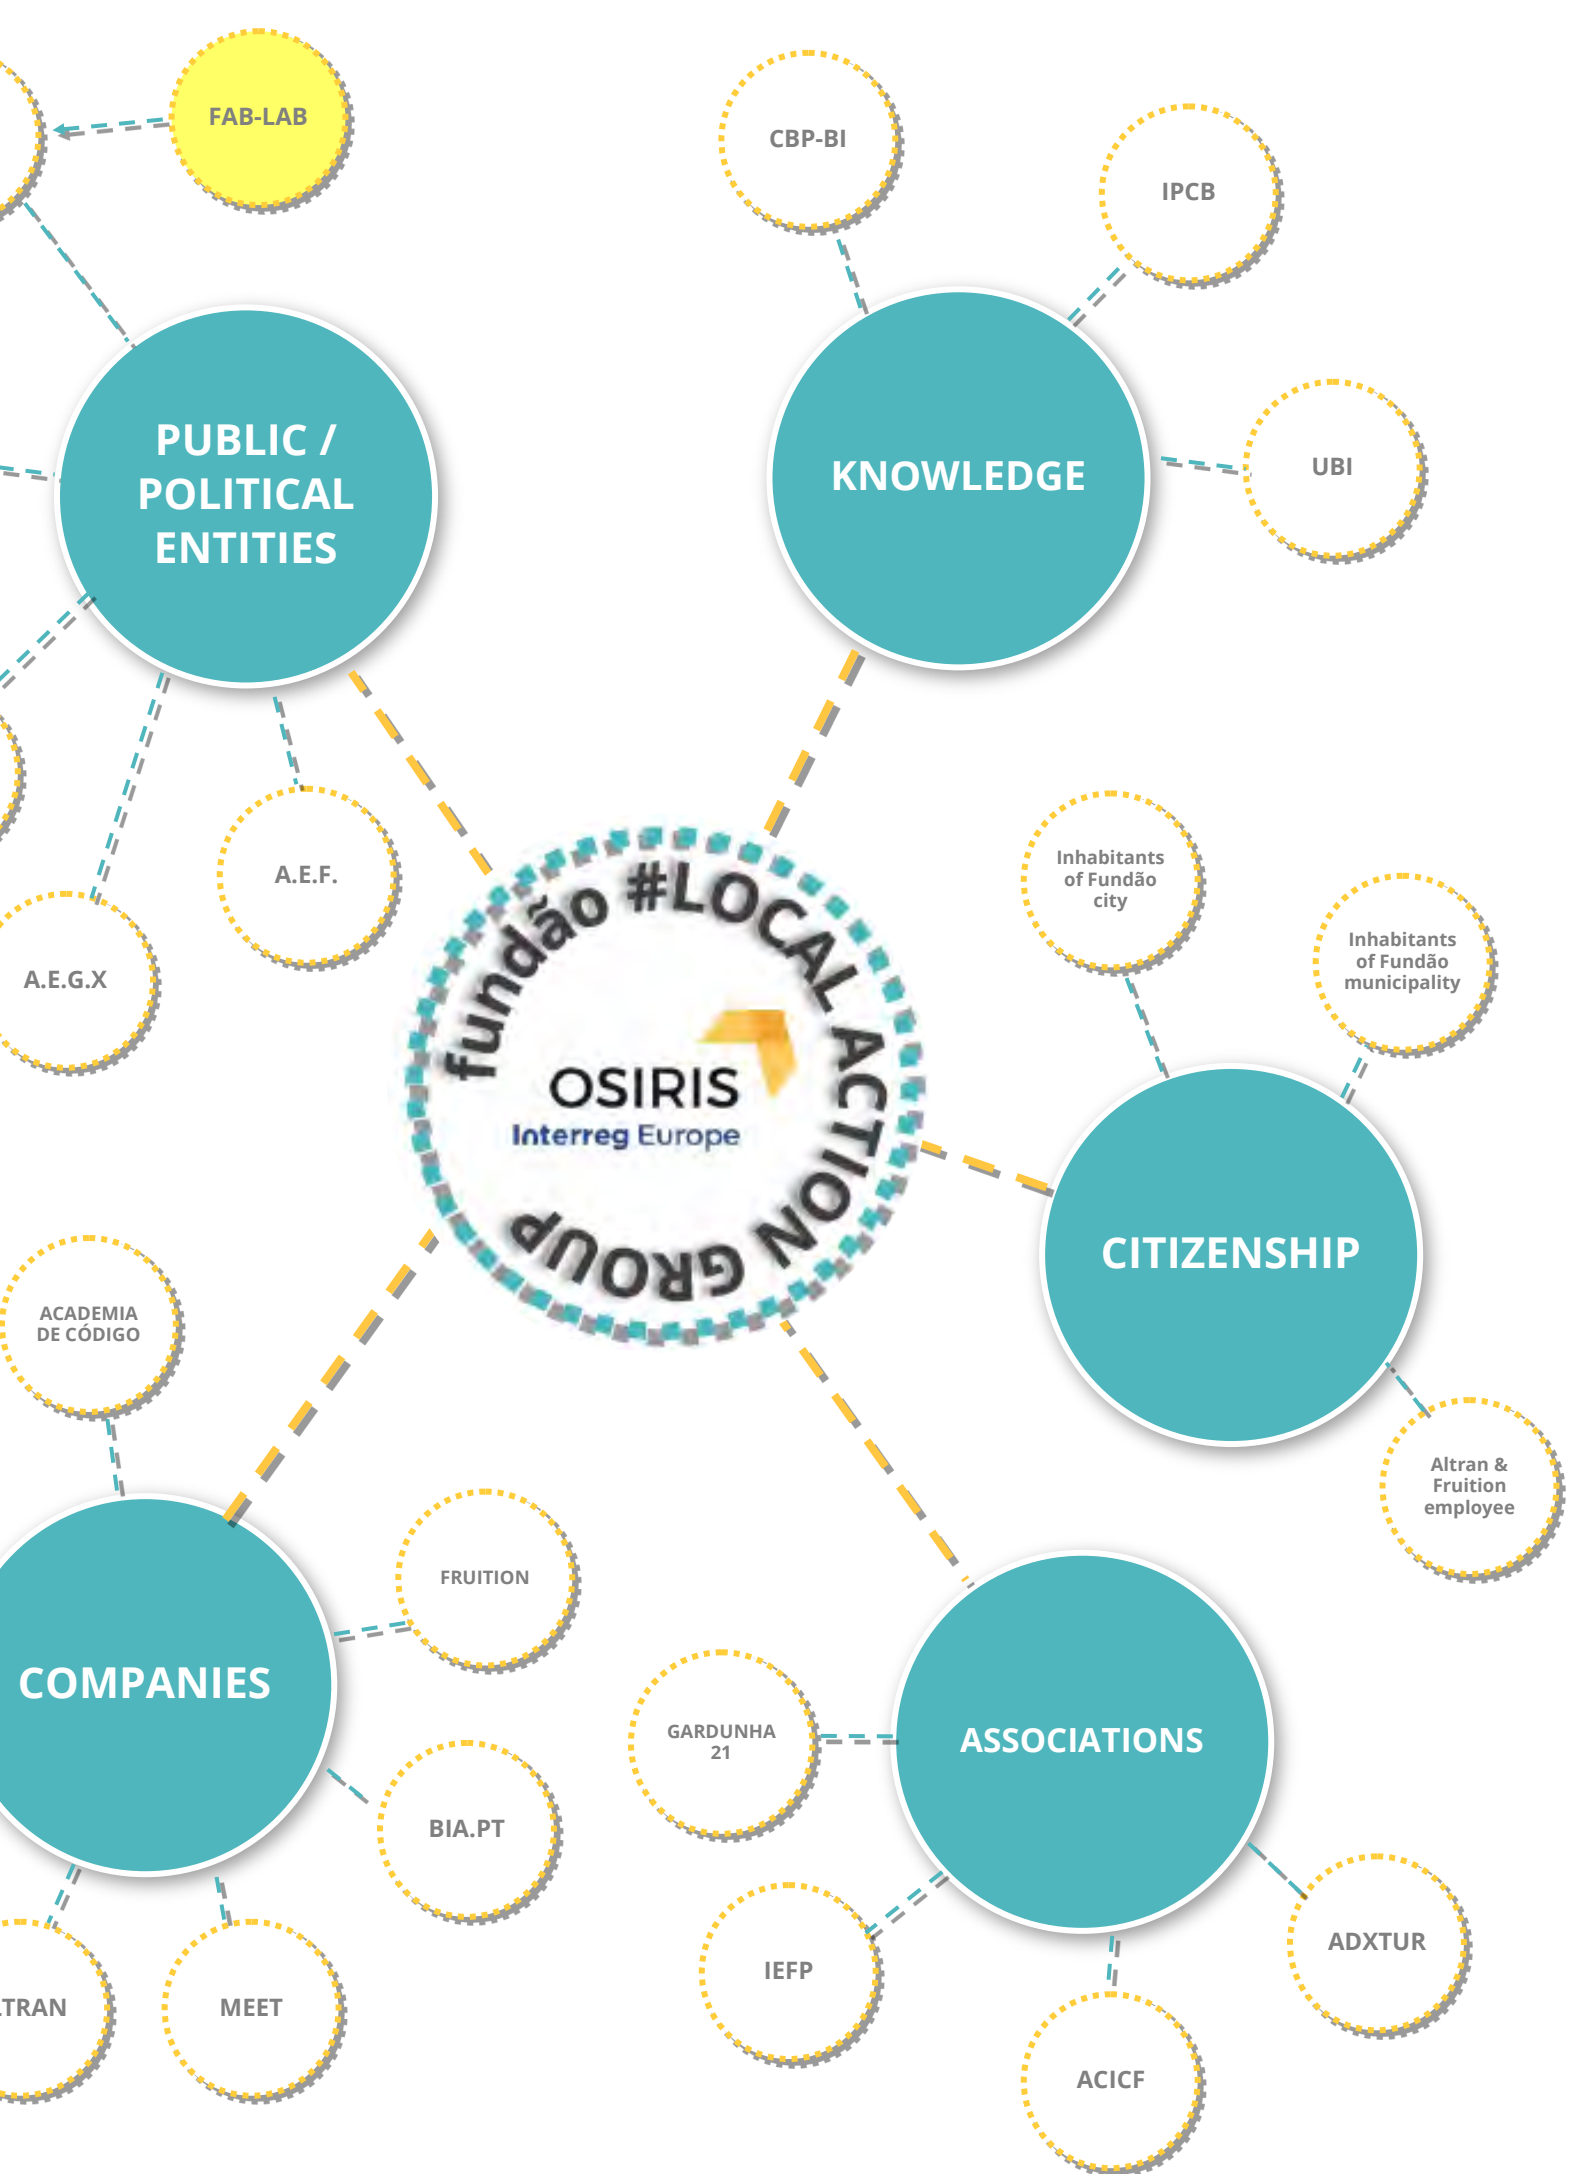 FAB-LAB
CBP-BI
IPCB
PUBLIC /
POLITICAL
ENTITIES
KNOWLEDGE
UBI
A.E.F.
A.E.G.X
Inhabitants
of Fundão
city
Inhabitants
of Fundão
municipality
fundão #LOCAL ACTION GROUP
OSIRIS
Interreg Europe
CITIZENSHIP
ACADEMIA
DE CÓDIGO
Altran &
Fruition
employee
FRUITION
COMPANIES
GARDUNHA
21
ASSOCIATIONS
BIA.PT
ADXTUR
IEFP
TRAN
MEET
ACICF